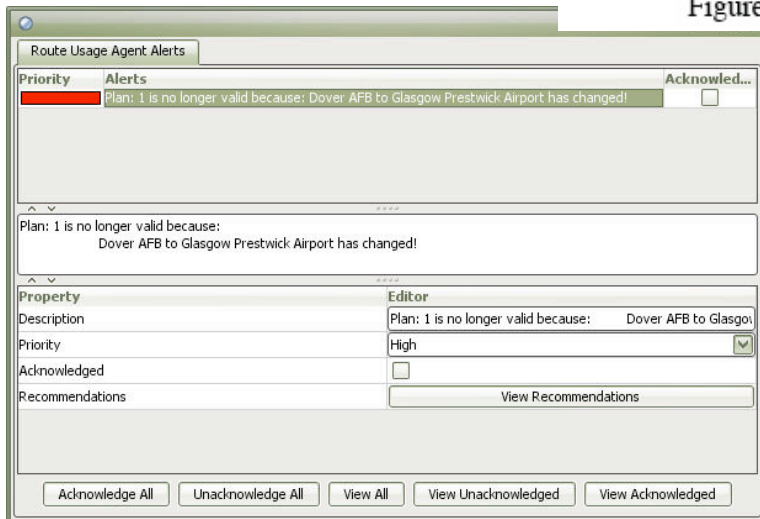 Figure
Route Usage Agent Alerts
Priority Alerts Acknowled...
Plan: 1 is no longer valid because: Dover AFB to Glasgow Prestwick Airport has changed!
Plan: 1 is no longer valid because:
Dover AFB to Glasgow Prestwick Airport has changed!
Property Editor
Description Plan: 1 is no longer valid because: Dover AFB to Glasgov
Priority High
Acknowledged
Recommendations View Recommendations
Acknowledge All Unacknowledge All View All View Unacknowledged View Acknowledged